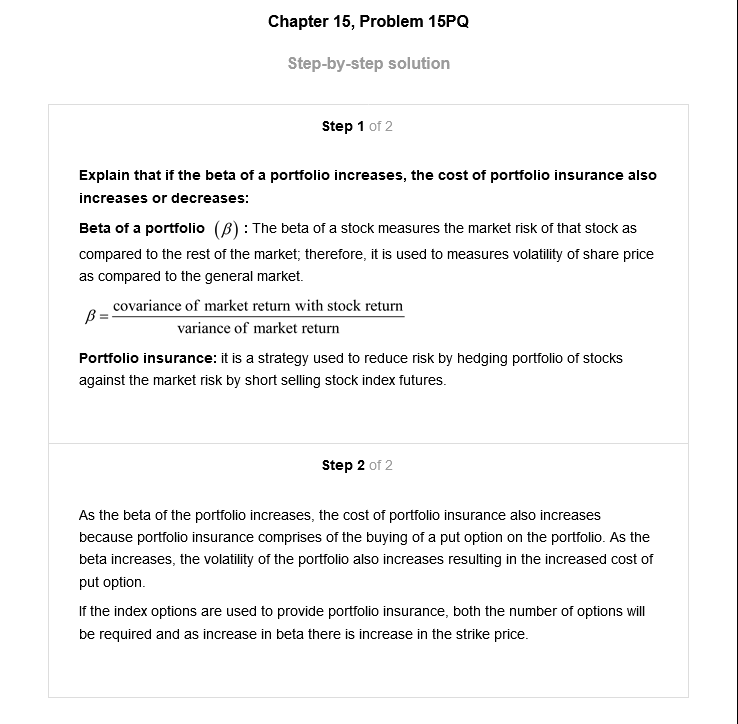 Chapter 15, Problem 15PQ
Step-by-step solution
Step 1 of 2
Explain that if the beta of a portfolio increases, the cost of portfolio insurance also
increases or decreases:
Beta of a portfolio (β) : The beta of a stock measures the market risk of that stock as
compared to the rest of the market; therefore, it is used to measures volatility of share price
as compared to the general market.
β = covariance of market return with stock return
variance of market return
Portfolio insurance: it is a strategy used to reduce risk by hedging portfolio of stocks
against the market risk by short selling stock index futures.
Step 2 of 2
As the beta of the portfolio increases, the cost of portfolio insurance also increases
because portfolio insurance comprises of the buying of a put option on the portfolio. As the
beta increases, the volatility of the portfolio also increases resulting in the increased cost of
put option.
If the index options are used to provide portfolio insurance, both the number of options will
be required and as increase in beta there is increase in the strike price.